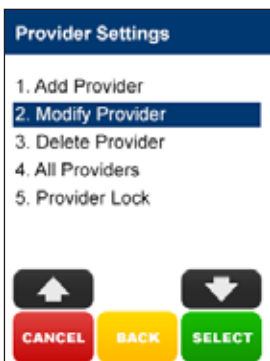 Provider Settings
1. Add Provider
2. Modify Provider
3. Delete Provider
4. All Providers
5. Provider Lock
CANCEL BACK SELECT